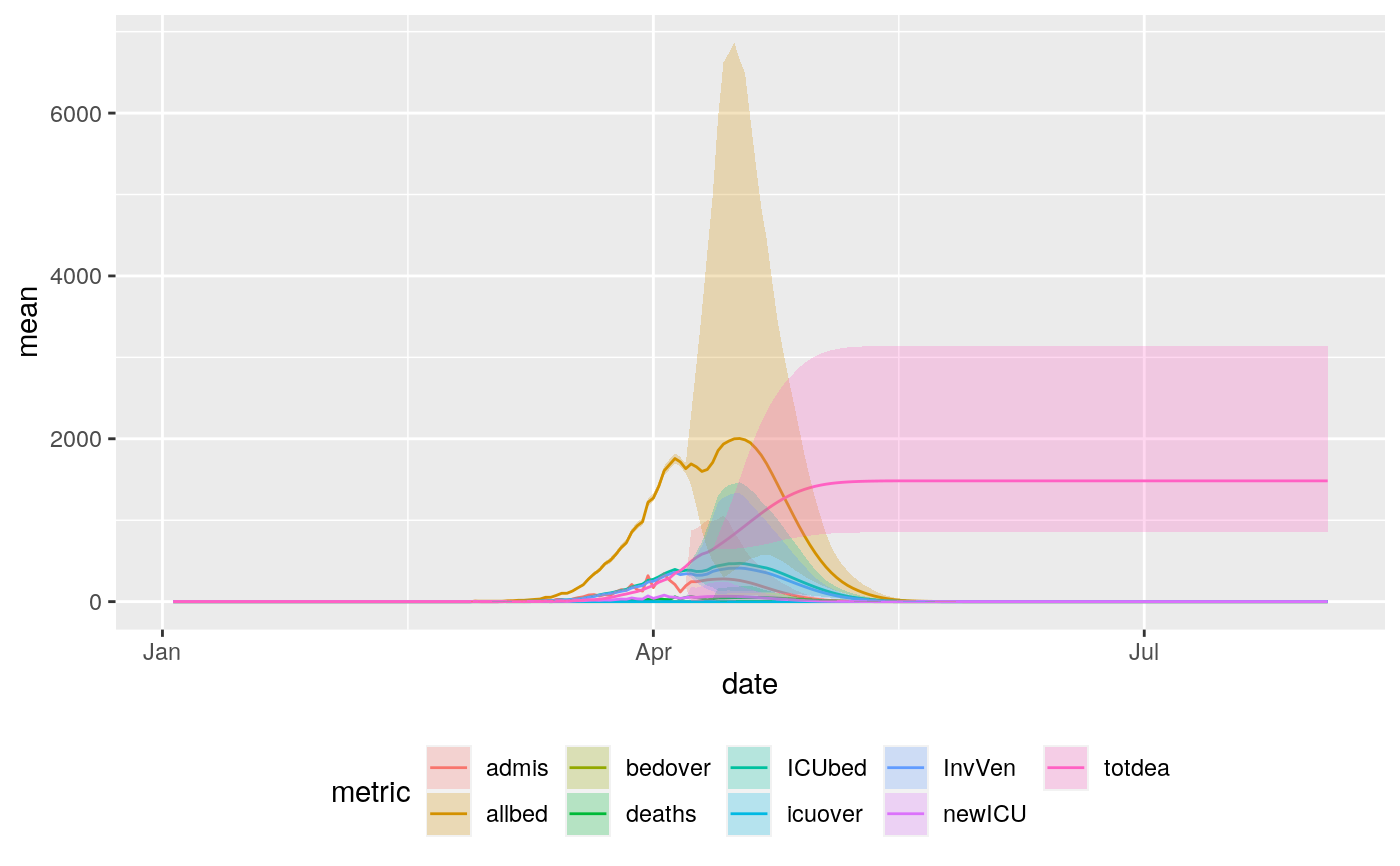 6000
4000
2000
0
mean
Jan Apr Jul
date
metric
admis bedover ICUbed InvVen totdea
allbed deaths icuover newICU